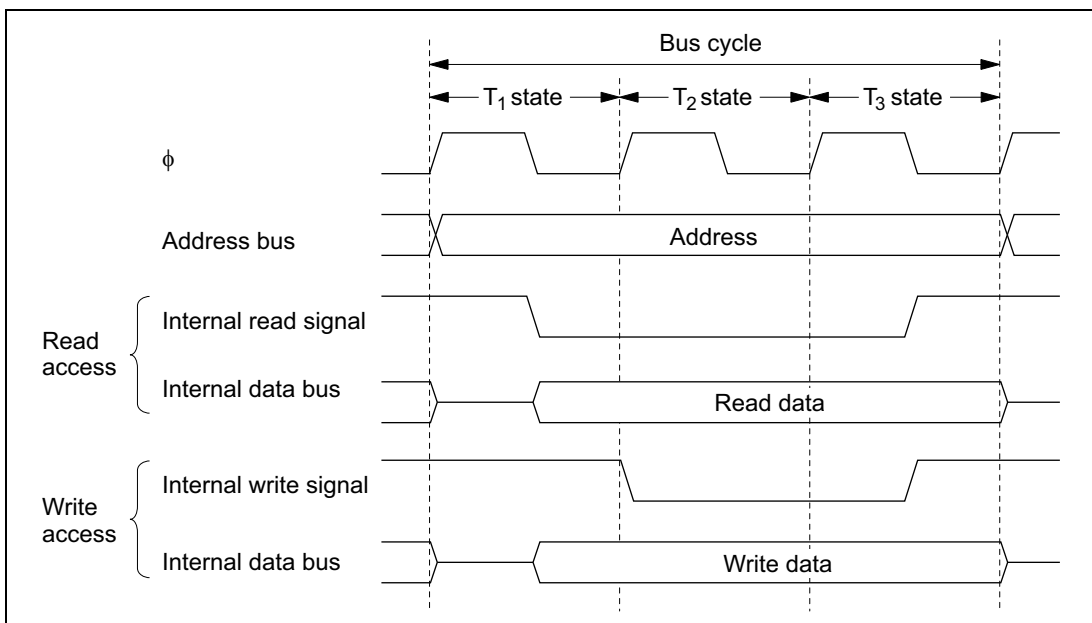 Bus cycle
T1 state T2 state T3 state
ϕ
Address bus
Address
Read access
Internal read signal
Internal data bus
Read data
Write access
Internal write signal
Internal data bus
Write data